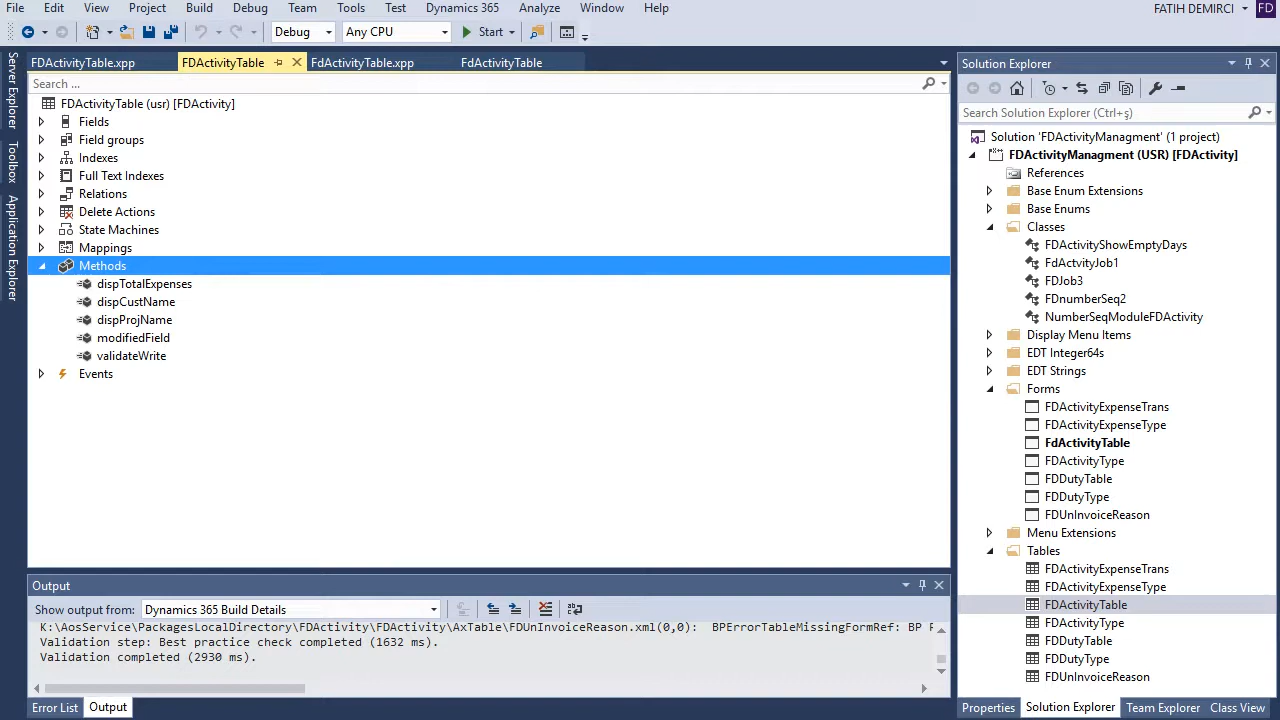 File Edit View Project Build Debug Team Tools Test Dynamics 365 Analyze Window Help FATIH DEMIRCI FD
Debug Any CPU Start
FDActivityTable.xpp FDActivityTable FdActivityTable.xpp FdActivityTable
Search ...
FDActivityTable (usr) [FDActivity]
Fields
Field groups
Indexes
Full Text Indexes
Relations
Delete Actions
State Machines
Mappings
Methods
dispTotalExpenses
dispCustName
dispProjName
modifiedField
validateWrite
Events
Server Explorer
Toolbox
Application Explorer
Output
Show output from: Dynamics 365 Build Details
K:\AosService\PackagesLocalDirectory\FDActivity\FDActivity\AxTable\FDUnInvoiceReason.xml(0,0): BPErrorTableMissingFormRef: BP
Validation step: Best practice check completed (1632 ms).
Validation completed (2930 ms).
Error List Output
Solution Explorer
Search Solution Explorer (Ctrl+ş)
Solution 'FDActivityManagment' (1 project)
FDActivityManagment (USR) [FDActivity]
References
Base Enum Extensions
Base Enums
Classes
FDActivityShowEmptyDays
FdActivityJob1
FDJob3
FDnumberSeq2
NumberSeqModuleFDActivity
Display Menu Items
EDT Integer64s
EDT Strings
Forms
FDActivityExpenseTrans
FDActivityExpenseType
FdActivityTable
FDActivityType
FDDutyTable
FDDutyType
FDUnInvoiceReason
Menu Extensions
Tables
FDActivityExpenseTrans
FDActivityExpenseType
FDActivityTable
FDActivityType
FDDutyTable
FDDutyType
FDUnInvoiceReason
Properties Solution Explorer Team Explorer Class View